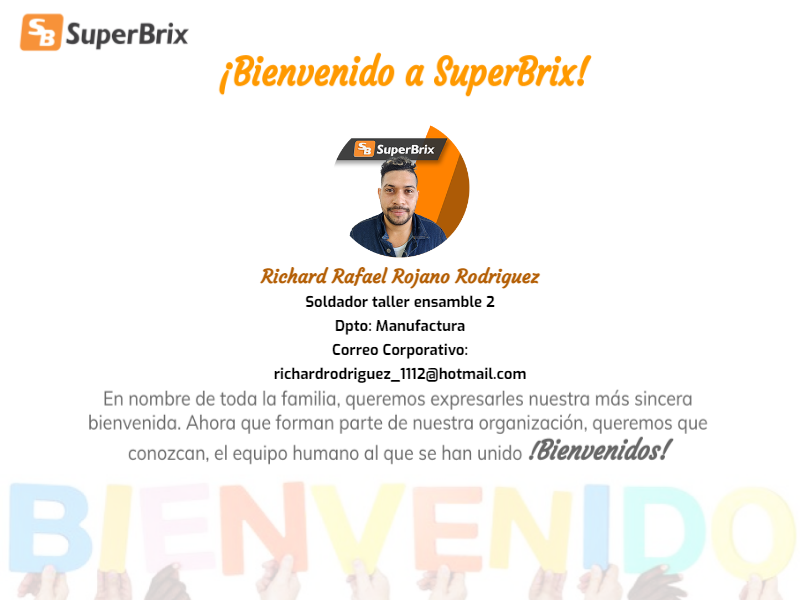 SB SuperBrix
¡Bienvenido a SuperBrix!
SB SuperBrix
Richard Rafael Rojano Rodriguez
Soldador taller ensamble 2
Dpto: Manufactura
Correo Corporativo:
richardrodriguez_1112@hotmail.com
En nombre de toda la familia, queremos expresarles nuestra más sincera
bienvenida. Ahora que forman parte de nuestra organización, queremos que
conozcan, el equipo humano al que se han unido ¡Bienvenidos!
BIENVENIDO